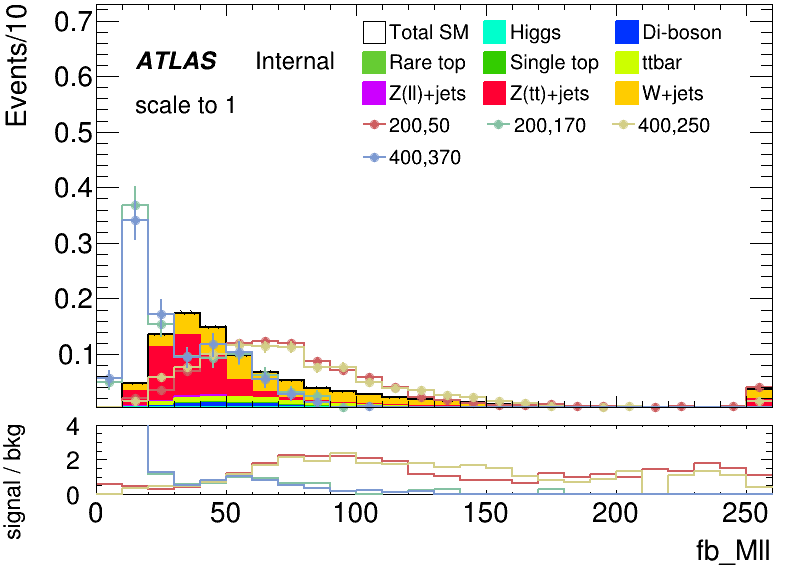 Events/10
0.7
0.6
0.5
0.4
0.3
0.2
0.1
ATLAS Internal
scale to 1
Total SM Higgs Di-boson
Rare top Single top ttbar
Z(ll)+jets Z(tt)+jets W+jets
200,50 200,170 400,250
400,370
signal / bkg
4
2
0
0 50 100 150 200 250
fb_Mll